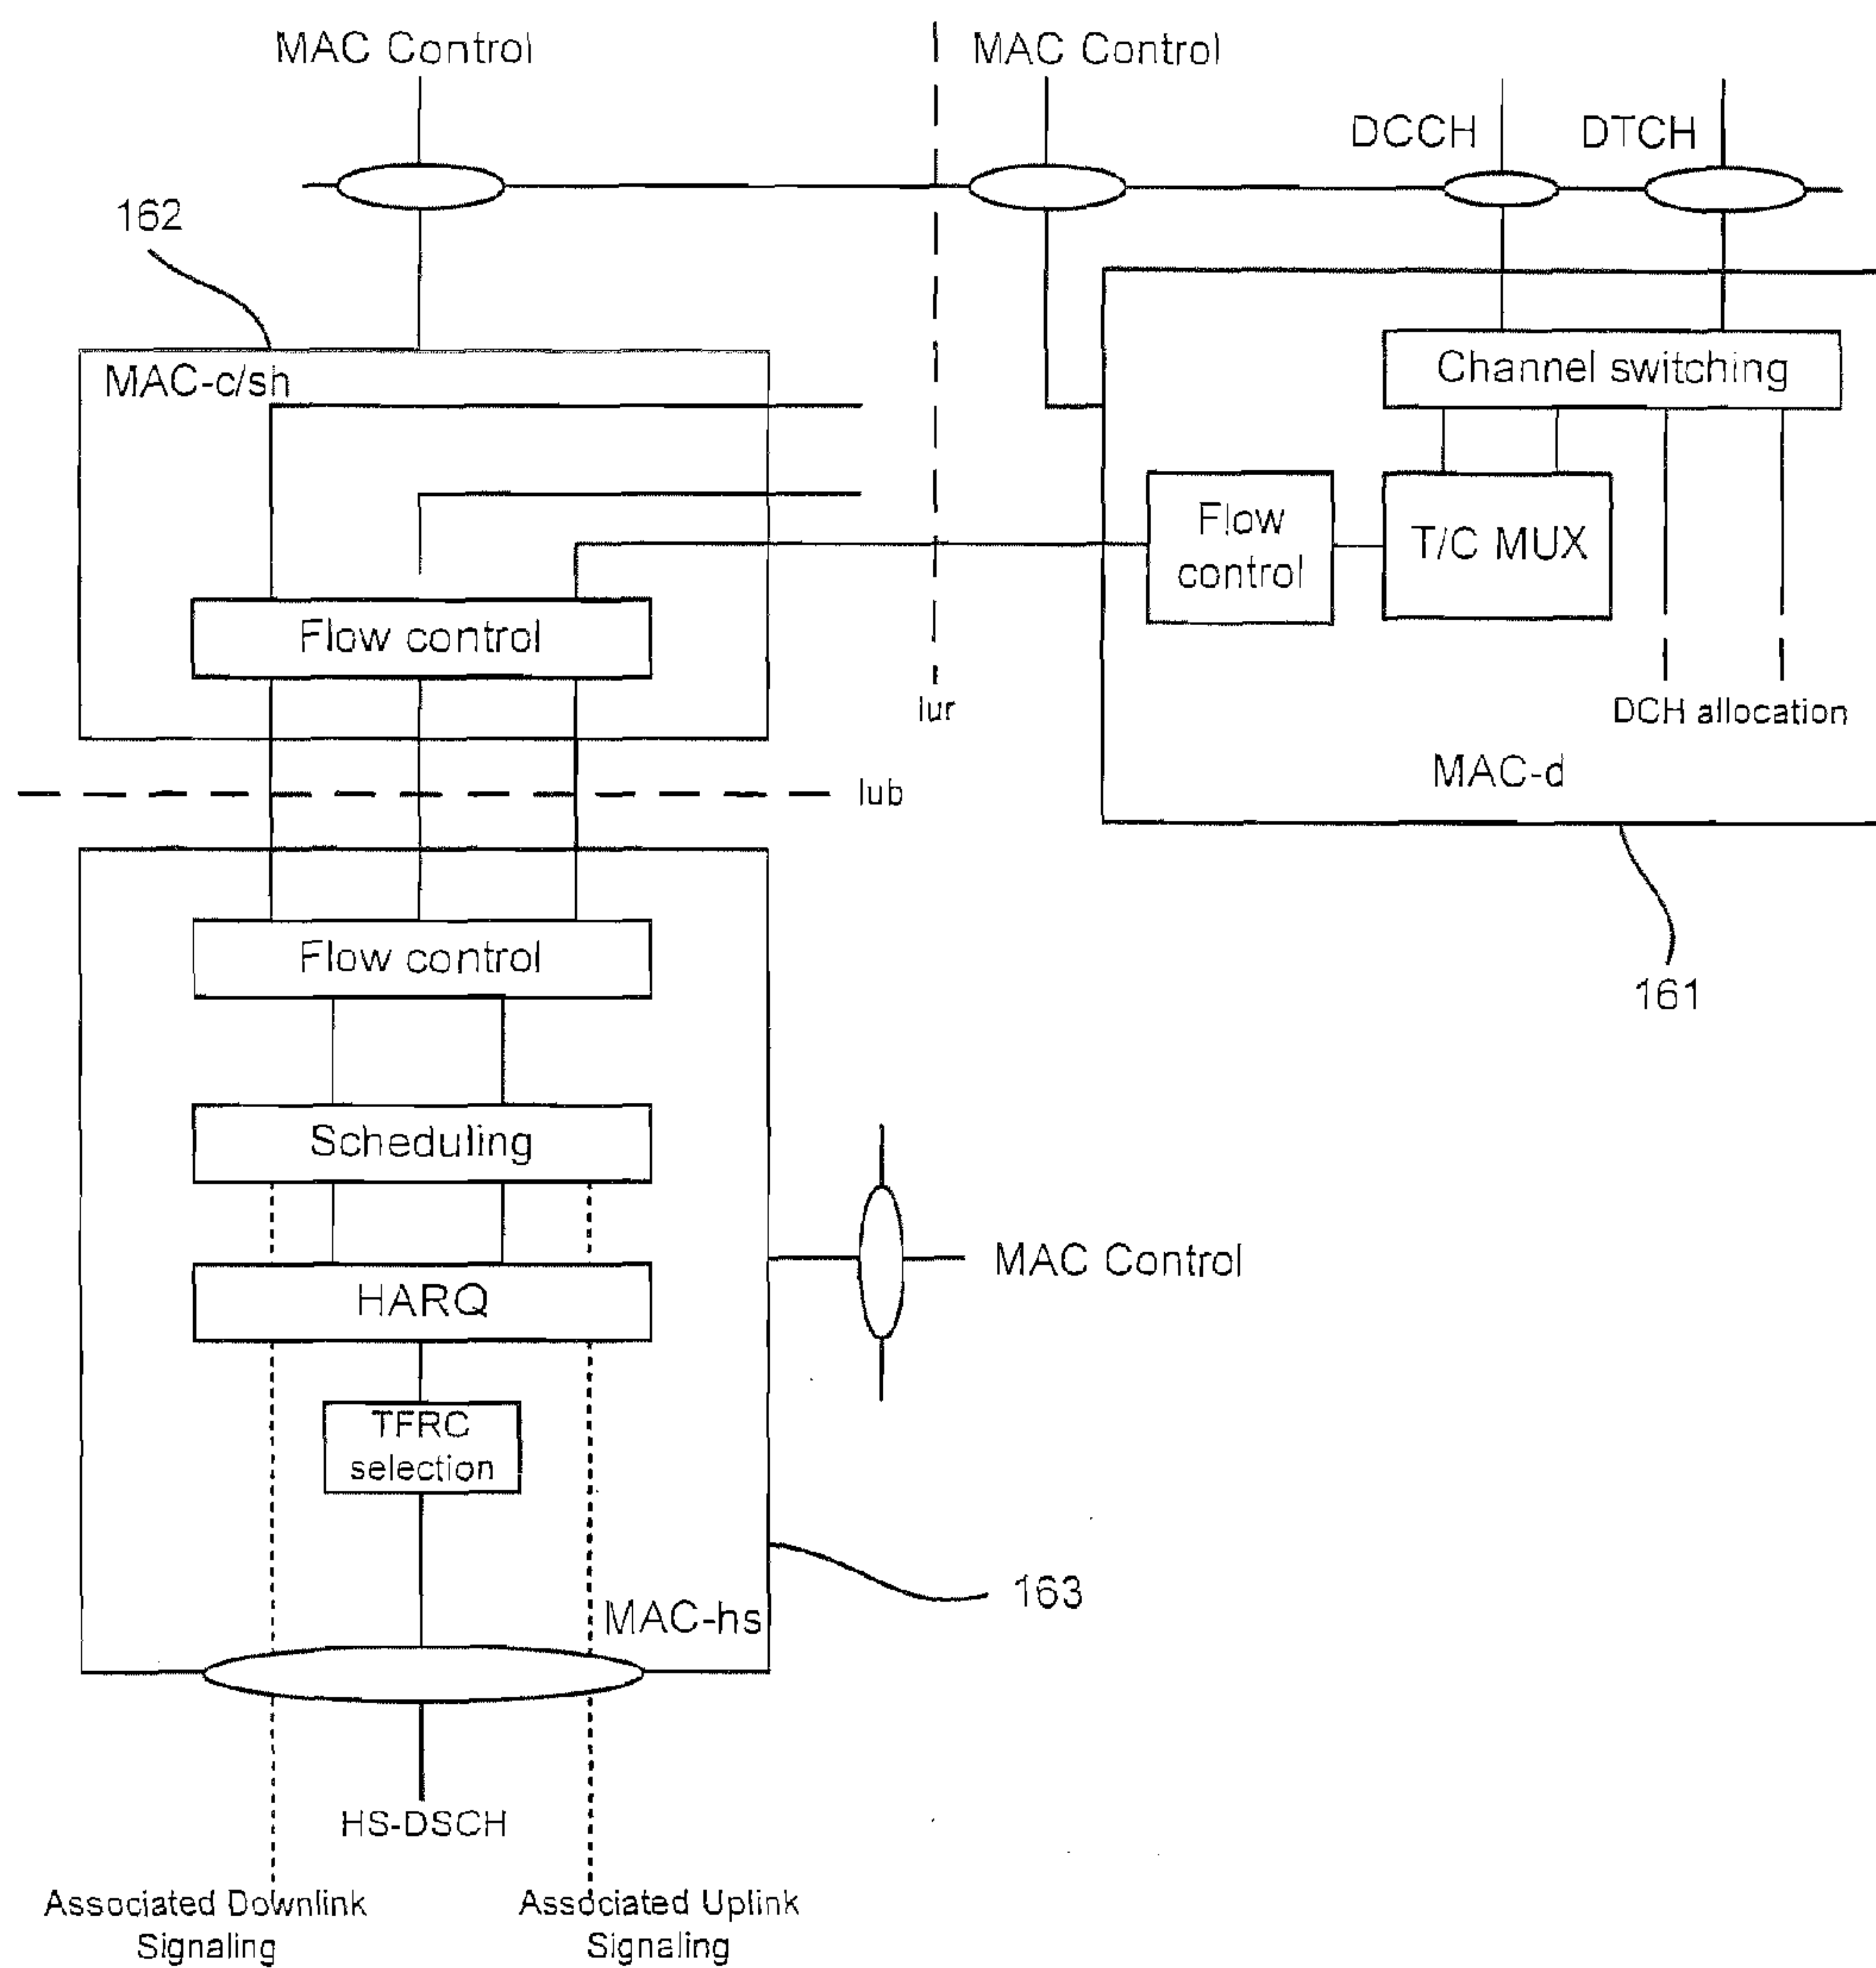 MAC Control
MAC Control
DCCH
DTCH
162
MAC-c/sh
Channel switching
Flow
control
T/C MUX
Flow control
iur
DCH allocation
MAC-d
Iub
Flow control
161
Scheduling
MAC Control
HARQ
TFRC
selection
163
MAC-hs
HS-DSCH
Associated Downlink
Signaling
Associated Uplink
Signaling